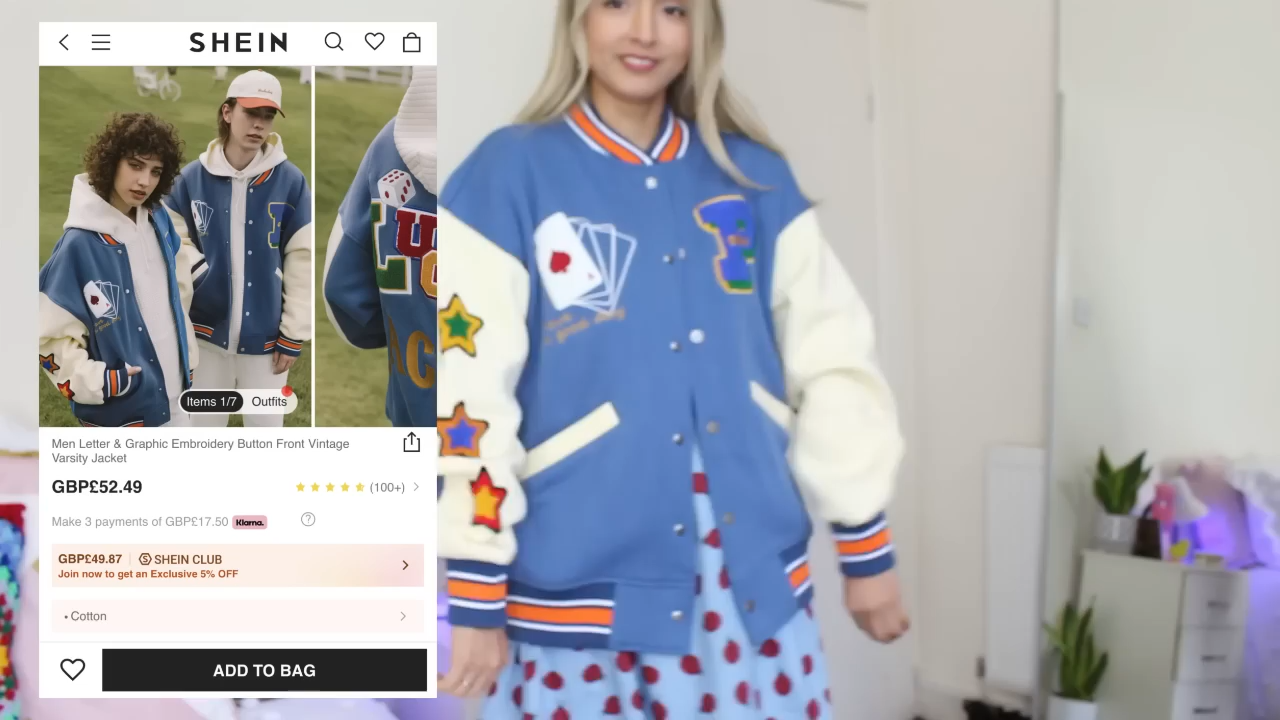 SHEIN
Items 1/7
Outfits
Men Letter & Graphic Embroidery Button Front Vintage
Varsity Jacket
GBP£52.49
(100+)
Make 3 payments of GBP£17.50 Klarna.
GBP£49.87
SHEIN CLUB
Join now to get an Exclusive 5% OFF
• Cotton
ADD TO BAG